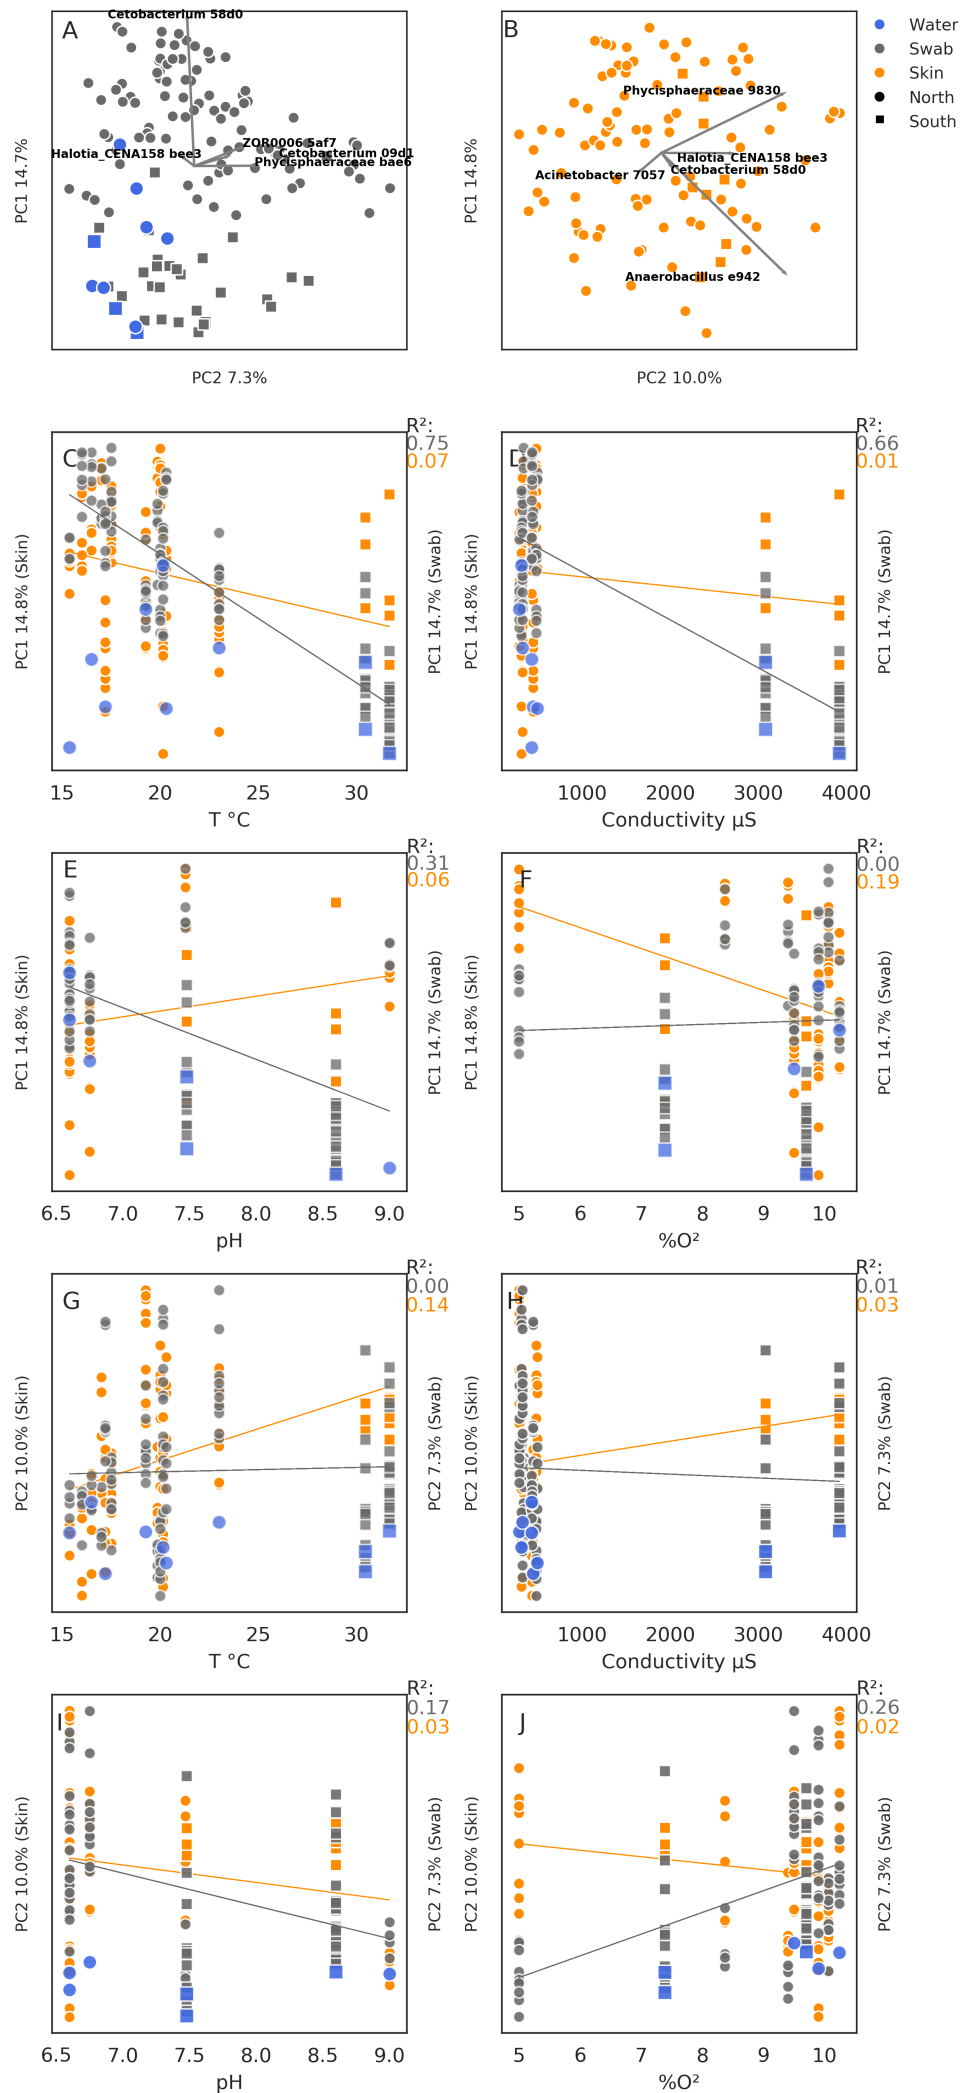 A
Cetobacterium 58d0
ZOR0006 5af7
Halotia_CENA158 bee3
Cetobacterium 09d1
Phycisphaeraceae bae6
PC1 14.7%
PC2 7.3%
B
Phycisphaeraceae 9830
Halotia_CENA158 bee3
Cetobacterium 58d0
Acinetobacter 7057
Anaerobacillus e942
PC1 14.8%
PC2 10.0%
Water
Swab
Skin
North
South
C
R²:
0.75
0.07
PC1 14.8% (Skin)
PC1 14.7% (Swab)
15 20 25 30
T °C
D
R²:
0.66
0.01
PC1 14.8% (Skin)
PC1 14.7% (Swab)
1000 2000 3000 4000
Conductivity µS
E
R²:
0.31
0.06
PC1 14.8% (Skin)
PC1 14.7% (Swab)
6.5 7.0 7.5 8.0 8.5 9.0
pH
F
R²:
0.00
0.19
PC1 14.8% (Skin)
PC1 14.7% (Swab)
5 6 7 8 9 10
%O²
G
R²:
0.00
0.14
PC2 10.0% (Skin)
PC2 7.3% (Swab)
15 20 25 30
T °C
H
R²:
0.01
0.03
PC2 10.0% (Skin)
PC2 7.3% (Swab)
1000 2000 3000 4000
Conductivity µS
I
R²:
0.17
0.03
PC2 10.0% (Skin)
PC2 7.3% (Swab)
6.5 7.0 7.5 8.0 8.5 9.0
pH
J
R²:
0.26
0.02
PC2 10.0% (Skin)
PC2 7.3% (Swab)
5 6 7 8 9 10
%O²